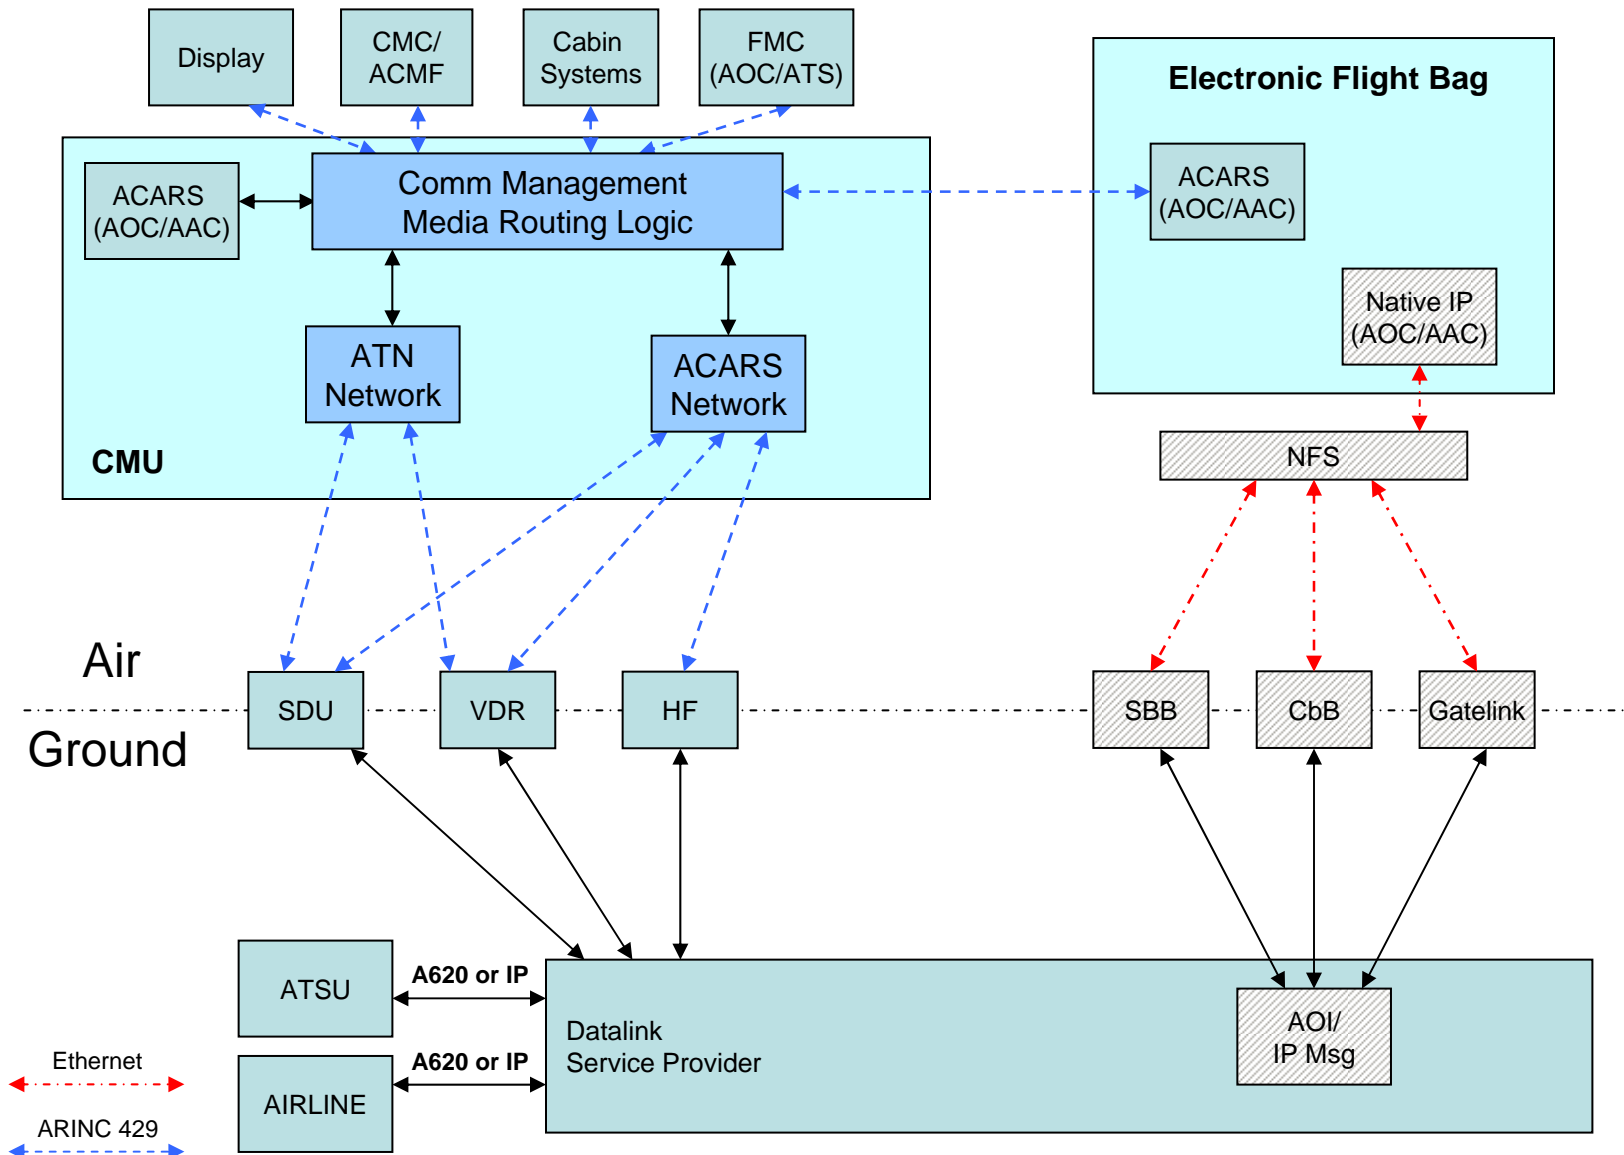 Display
CMC/
ACMF
Cabin
Systems
FMC
(AOC/ATS)
Electronic Flight Bag
ACARS
(AOC/AAC)
Comm Management
Media Routing Logic
ACARS
(AOC/AAC)
Native IP
(AOC/AAC)
ATN
Network
ACARS
Network
CMU
NFS
Air
Ground
SDU
VDR
HF
SBB
CbB
Gatelink
ATSU
A620 or IP
Datalink
Service Provider
AOI/
IP Msg
AIRLINE
A620 or IP
Ethernet
ARINC 429